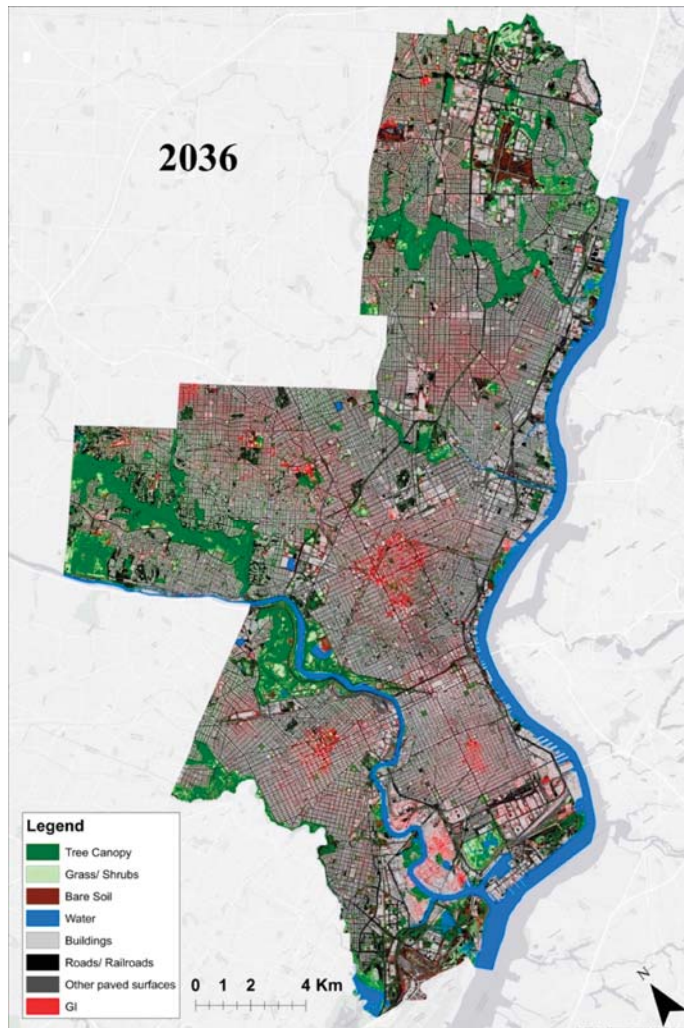 2036
Legend
Tree Canopy
Grass/ Shrubs
Bare Soil
Water
Buildings
Roads/ Railroads
Other paved surfaces
GI
0 1 2 4 Km
N